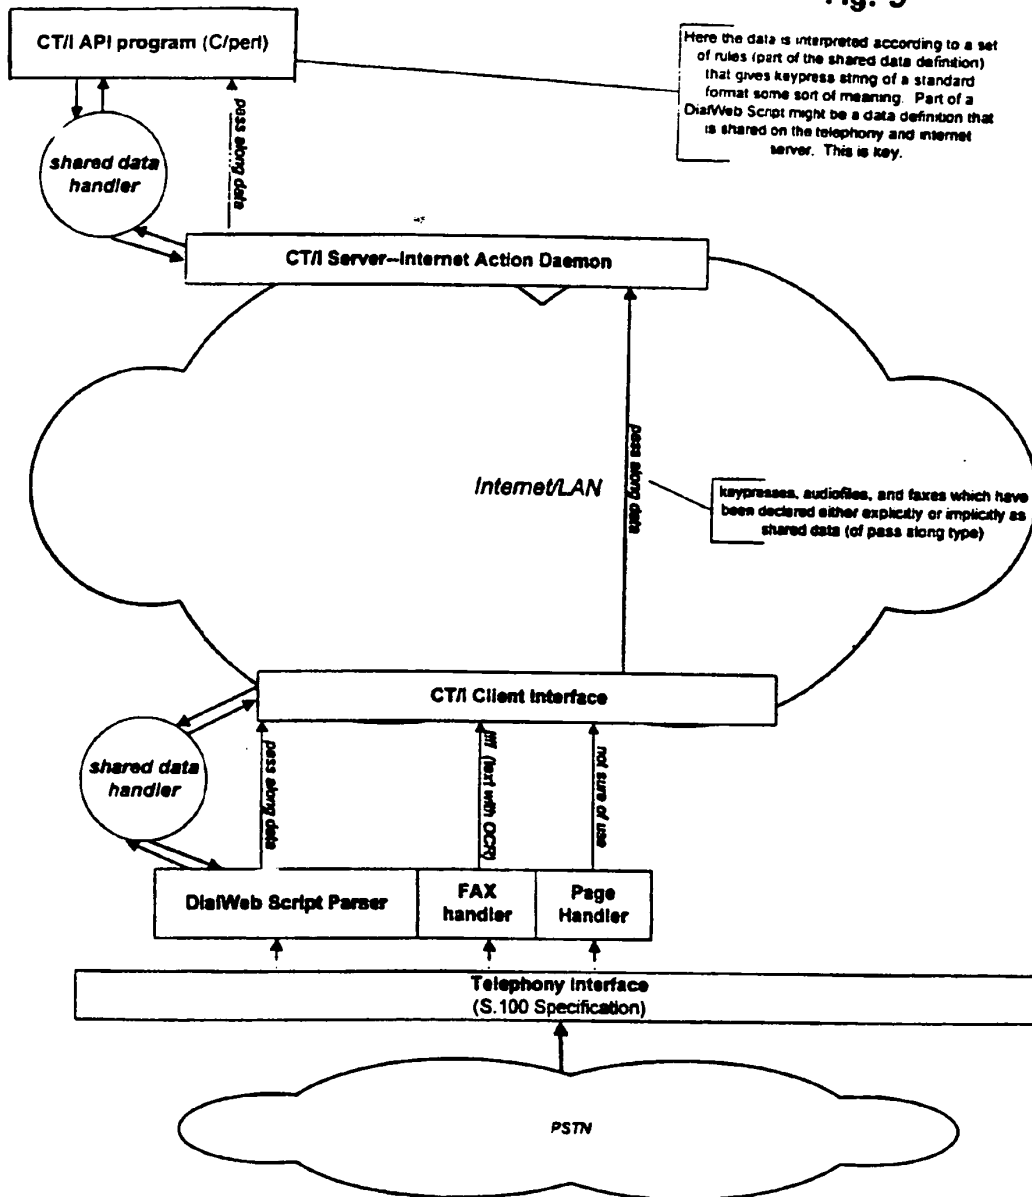 CT/I API program (C/perl)
Here the data is interpreted according to a set
of rules (part of the shared data definition)
that gives keypress string of a standard
format some sort of meaning. Part of a
DialWeb Script might be a data definition that
is shared on the telephony and internet
server. This is key.
pass along data
shared data
handler
CT/I Server--Internet Action Daemon
pass along data
Internet/LAN
keypresses, audiofiles, and faxes which have
been declared either explicitly or implicitly as
shared data (of pass along type)
CT/I Client Interface
shared data
handler
pass along data
(text with OCR)
not sure of use
DialWeb Script Parser
FAX
handler
Page
Handler
Telephony Interface
(S.100 Specification)
PSTN